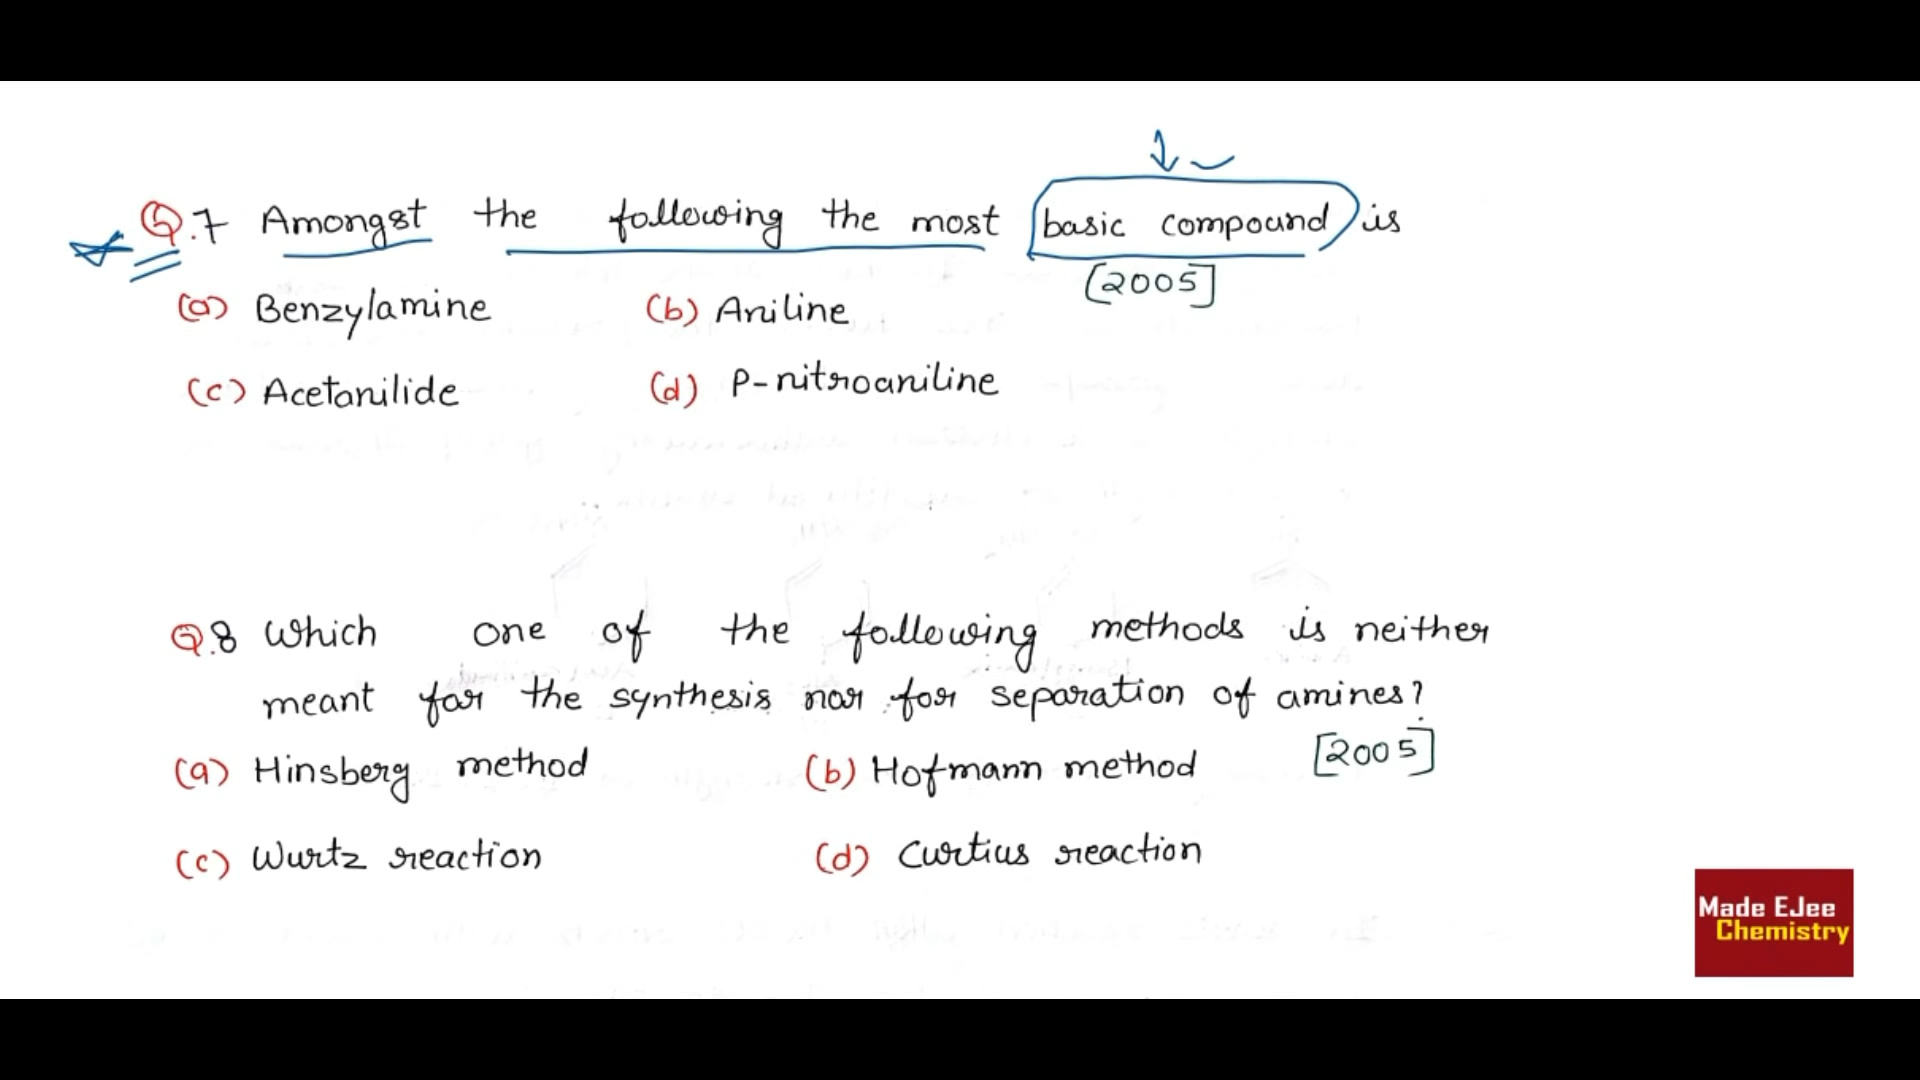 Q.7 Amongst the following the most basic compound is
[2005]
(a) Benzylamine (b) Aniline
(c) Acetanilide (d) P-nitroaniline
Q.8 Which one of the following methods is neither
meant for the synthesis nor for separation of amines?
[2005]
(a) Hinsberg method (b) Hofmann method
(c) Wurtz reaction (d) Curtius reaction
Made EJee
Chemistry